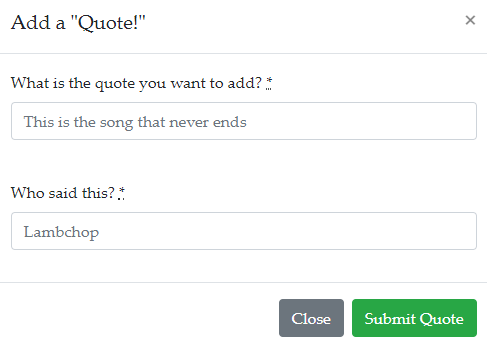 Add a "Quote!"
×
What is the quote you want to add? *
This is the song that never ends
Who said this? *
Lambchop
Close Submit Quote